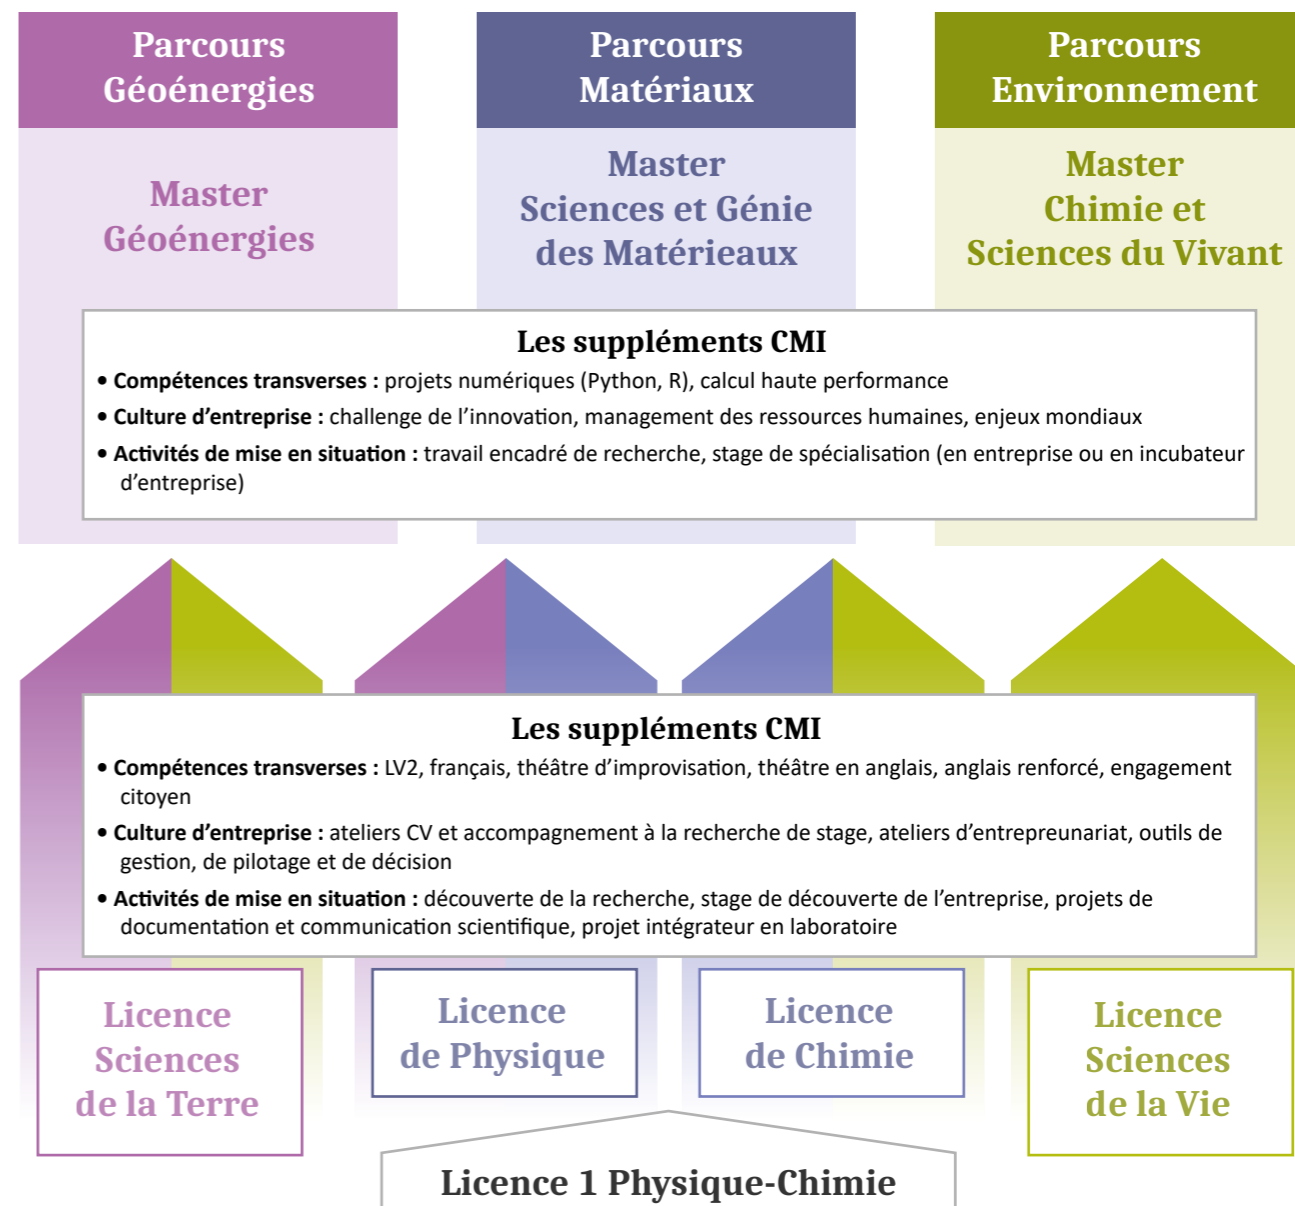 Parcours
Géoénergies
Parcours
Matériaux
Parcours
Environnement
Master
Géoénergies
Master
Sciences et Génie
des Matérieaux
Master
Chimie et
Sciences du Vivant
Les suppléments CMI
• Compétences transverses : projets numériques (Python, R), calcul haute performance
• Culture d’entreprise : challenge de l’innovation, management des ressources humaines, enjeux mondiaux
• Activités de mise en situation : travail encadré de recherche, stage de spécialisation (en entreprise ou en incubateur
d’entreprise)
Les suppléments CMI
• Compétences transverses : LV2, français, théâtre d’improvisation, théâtre en anglais, anglais renforcé, engagement
citoyen
• Culture d’entreprise : ateliers CV et accompagnement à la recherche de stage, ateliers d’entrepreunariat, outils de
gestion, de pilotage et de décision
• Activités de mise en situation : découverte de la recherche, stage de découverte de l’entreprise, projets de
documentation et communication scientifique, projet intégrateur en laboratoire
Licence
Sciences
de la Terre
Licence
de Physique
Licence
de Chimie
Licence
Sciences
de la Vie
Licence 1 Physique-Chimie